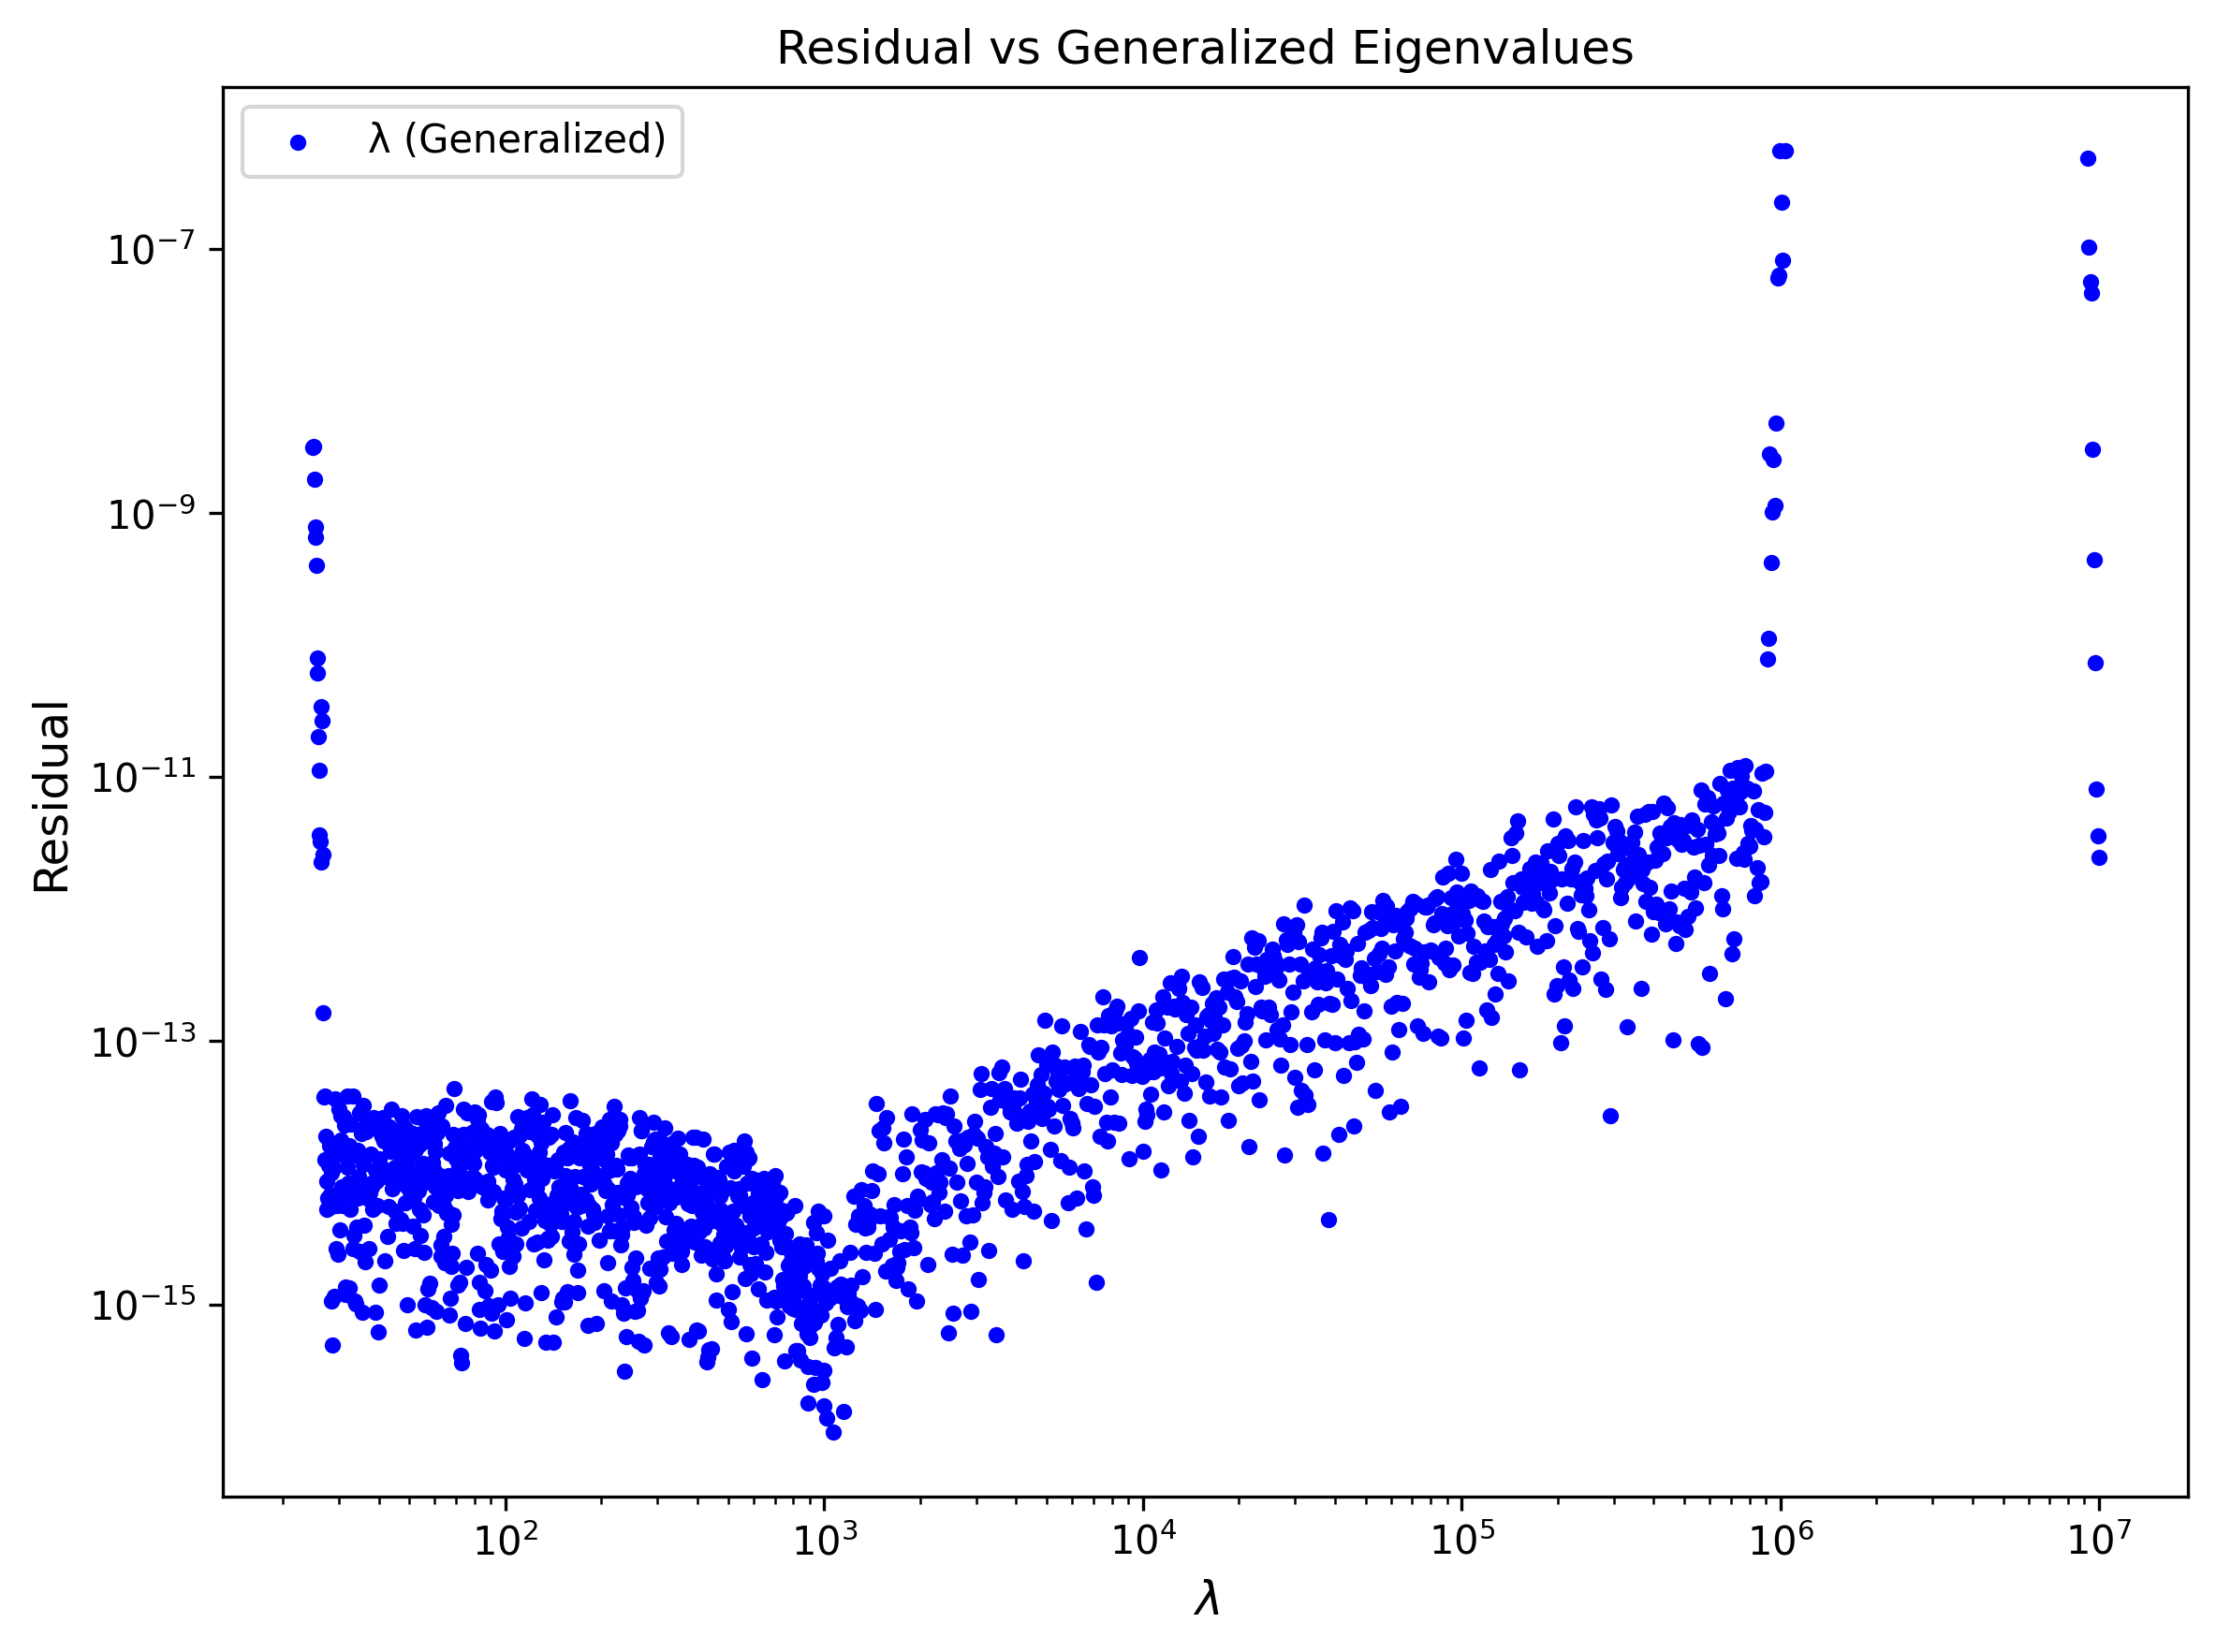 Residual vs Generalized Eigenvalues
λ (Generalized)
Residual
10⁻⁷
10⁻⁹
10⁻¹¹
10⁻¹³
10⁻¹⁵
10² 10³ 10⁴ 10⁵ 10⁶ 10⁷
λ